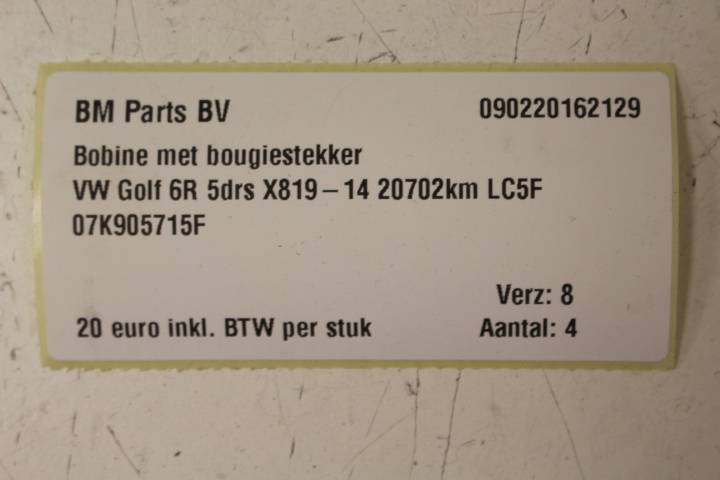 BM Parts BV 090220162129
Bobine met bougiestekker
VW Golf 6R 5drs X819-14 20702km LC5F
07K905715F
Verz: 8
20 euro inkl. BTW per stuk Aantal: 4